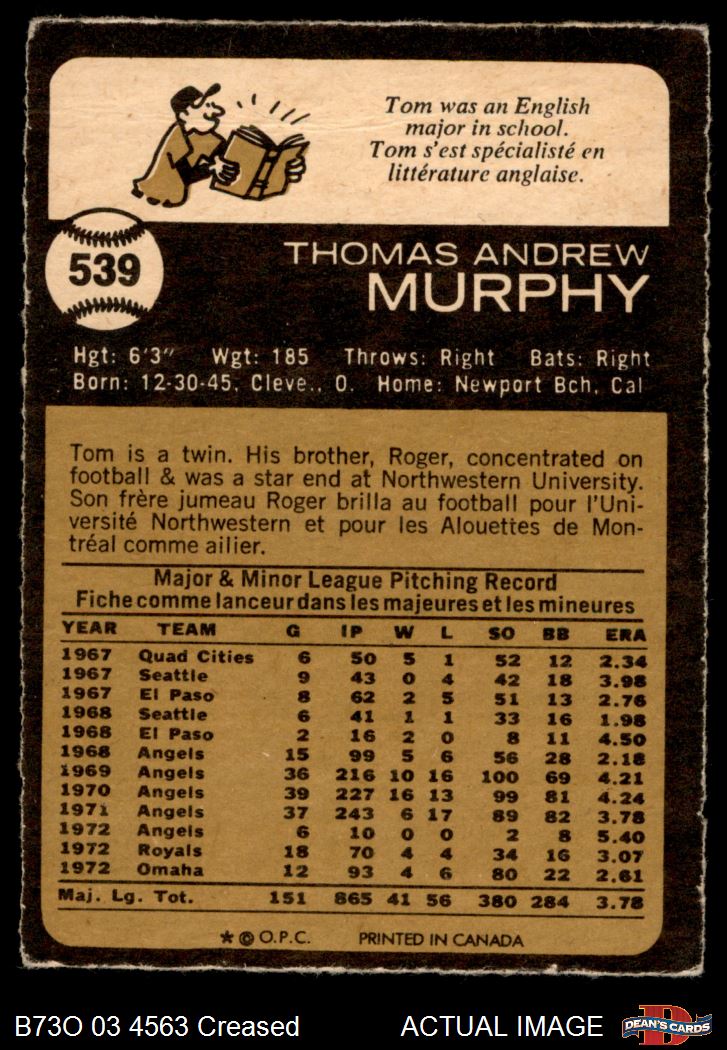 Tom was an English
major in school.
Tom s'est spécialisté en
littérature anglaise.
539
THOMAS ANDREW
MURPHY
Hgt: 6'3" Wgt: 185 Throws: Right Bats: Right
Born: 12-30-45, Cleve., O. Home: Newport Bch, Cal
Tom is a twin. His brother, Roger, concentrated on
football & was a star end at Northwestern University.
Son frère jumeau Roger brilla au football pour l'Uni-
versité Northwestern et pour les Alouettes de Mon-
tréal comme ailier.
Major & Minor League Pitching Record
Fiche comme lanceur dans les majeures et les mineures
YEAR TEAM G IP W L SO BB ERA
1967 Quad Cities 6 50 5 1 52 12 2.34
1967 Seattle 9 43 0 4 42 18 3.98
1967 El Paso 8 62 2 5 51 13 2.76
1968 Seattle 6 41 1 1 33 16 1.98
1968 El Paso 2 16 2 0 8 11 4.50
1968 Angels 15 99 5 6 56 28 2.18
1969 Angels 36 216 10 16 100 69 4.21
1970 Angels 39 227 16 13 99 81 4.24
1971 Angels 37 243 6 17 89 82 3.78
1972 Angels 6 10 0 0 2 8 5.40
1972 Royals 18 70 4 4 34 16 3.07
1972 Omaha 12 93 4 6 80 22 2.61
Maj. Lg. Tot. 151 865 41 56 380 284 3.78
* © O.P.C. PRINTED IN CANADA
B73O 03 4563 Creased ACTUAL IMAGE
D
DEAN'S CARDS